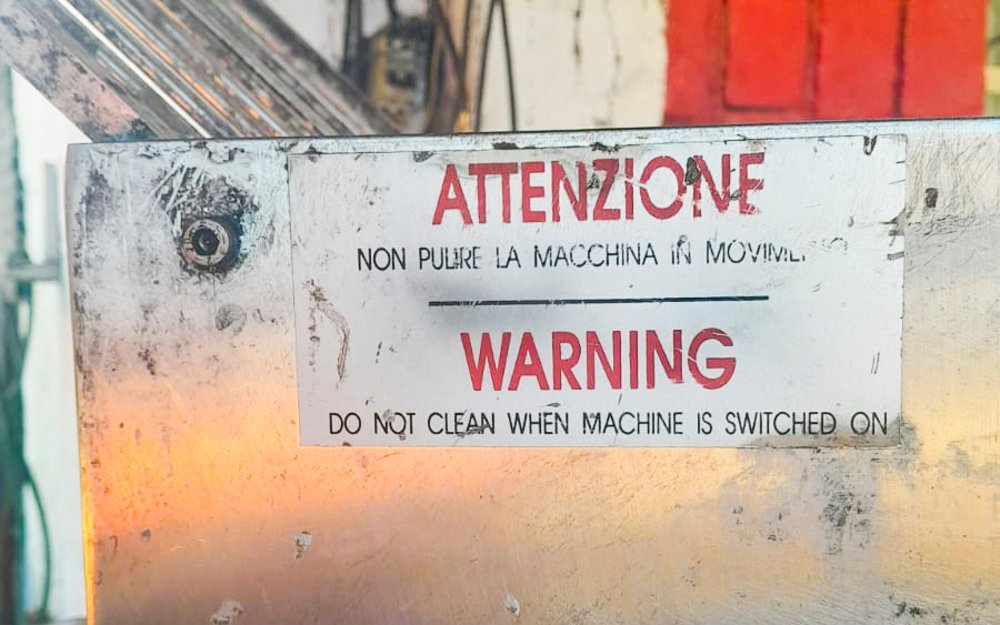 ATTENZIONE
NON PULIRE LA MACCHINA IN
WARNING
DO NOT CLEAN WHEN MACHINE IS SWITCHED ON